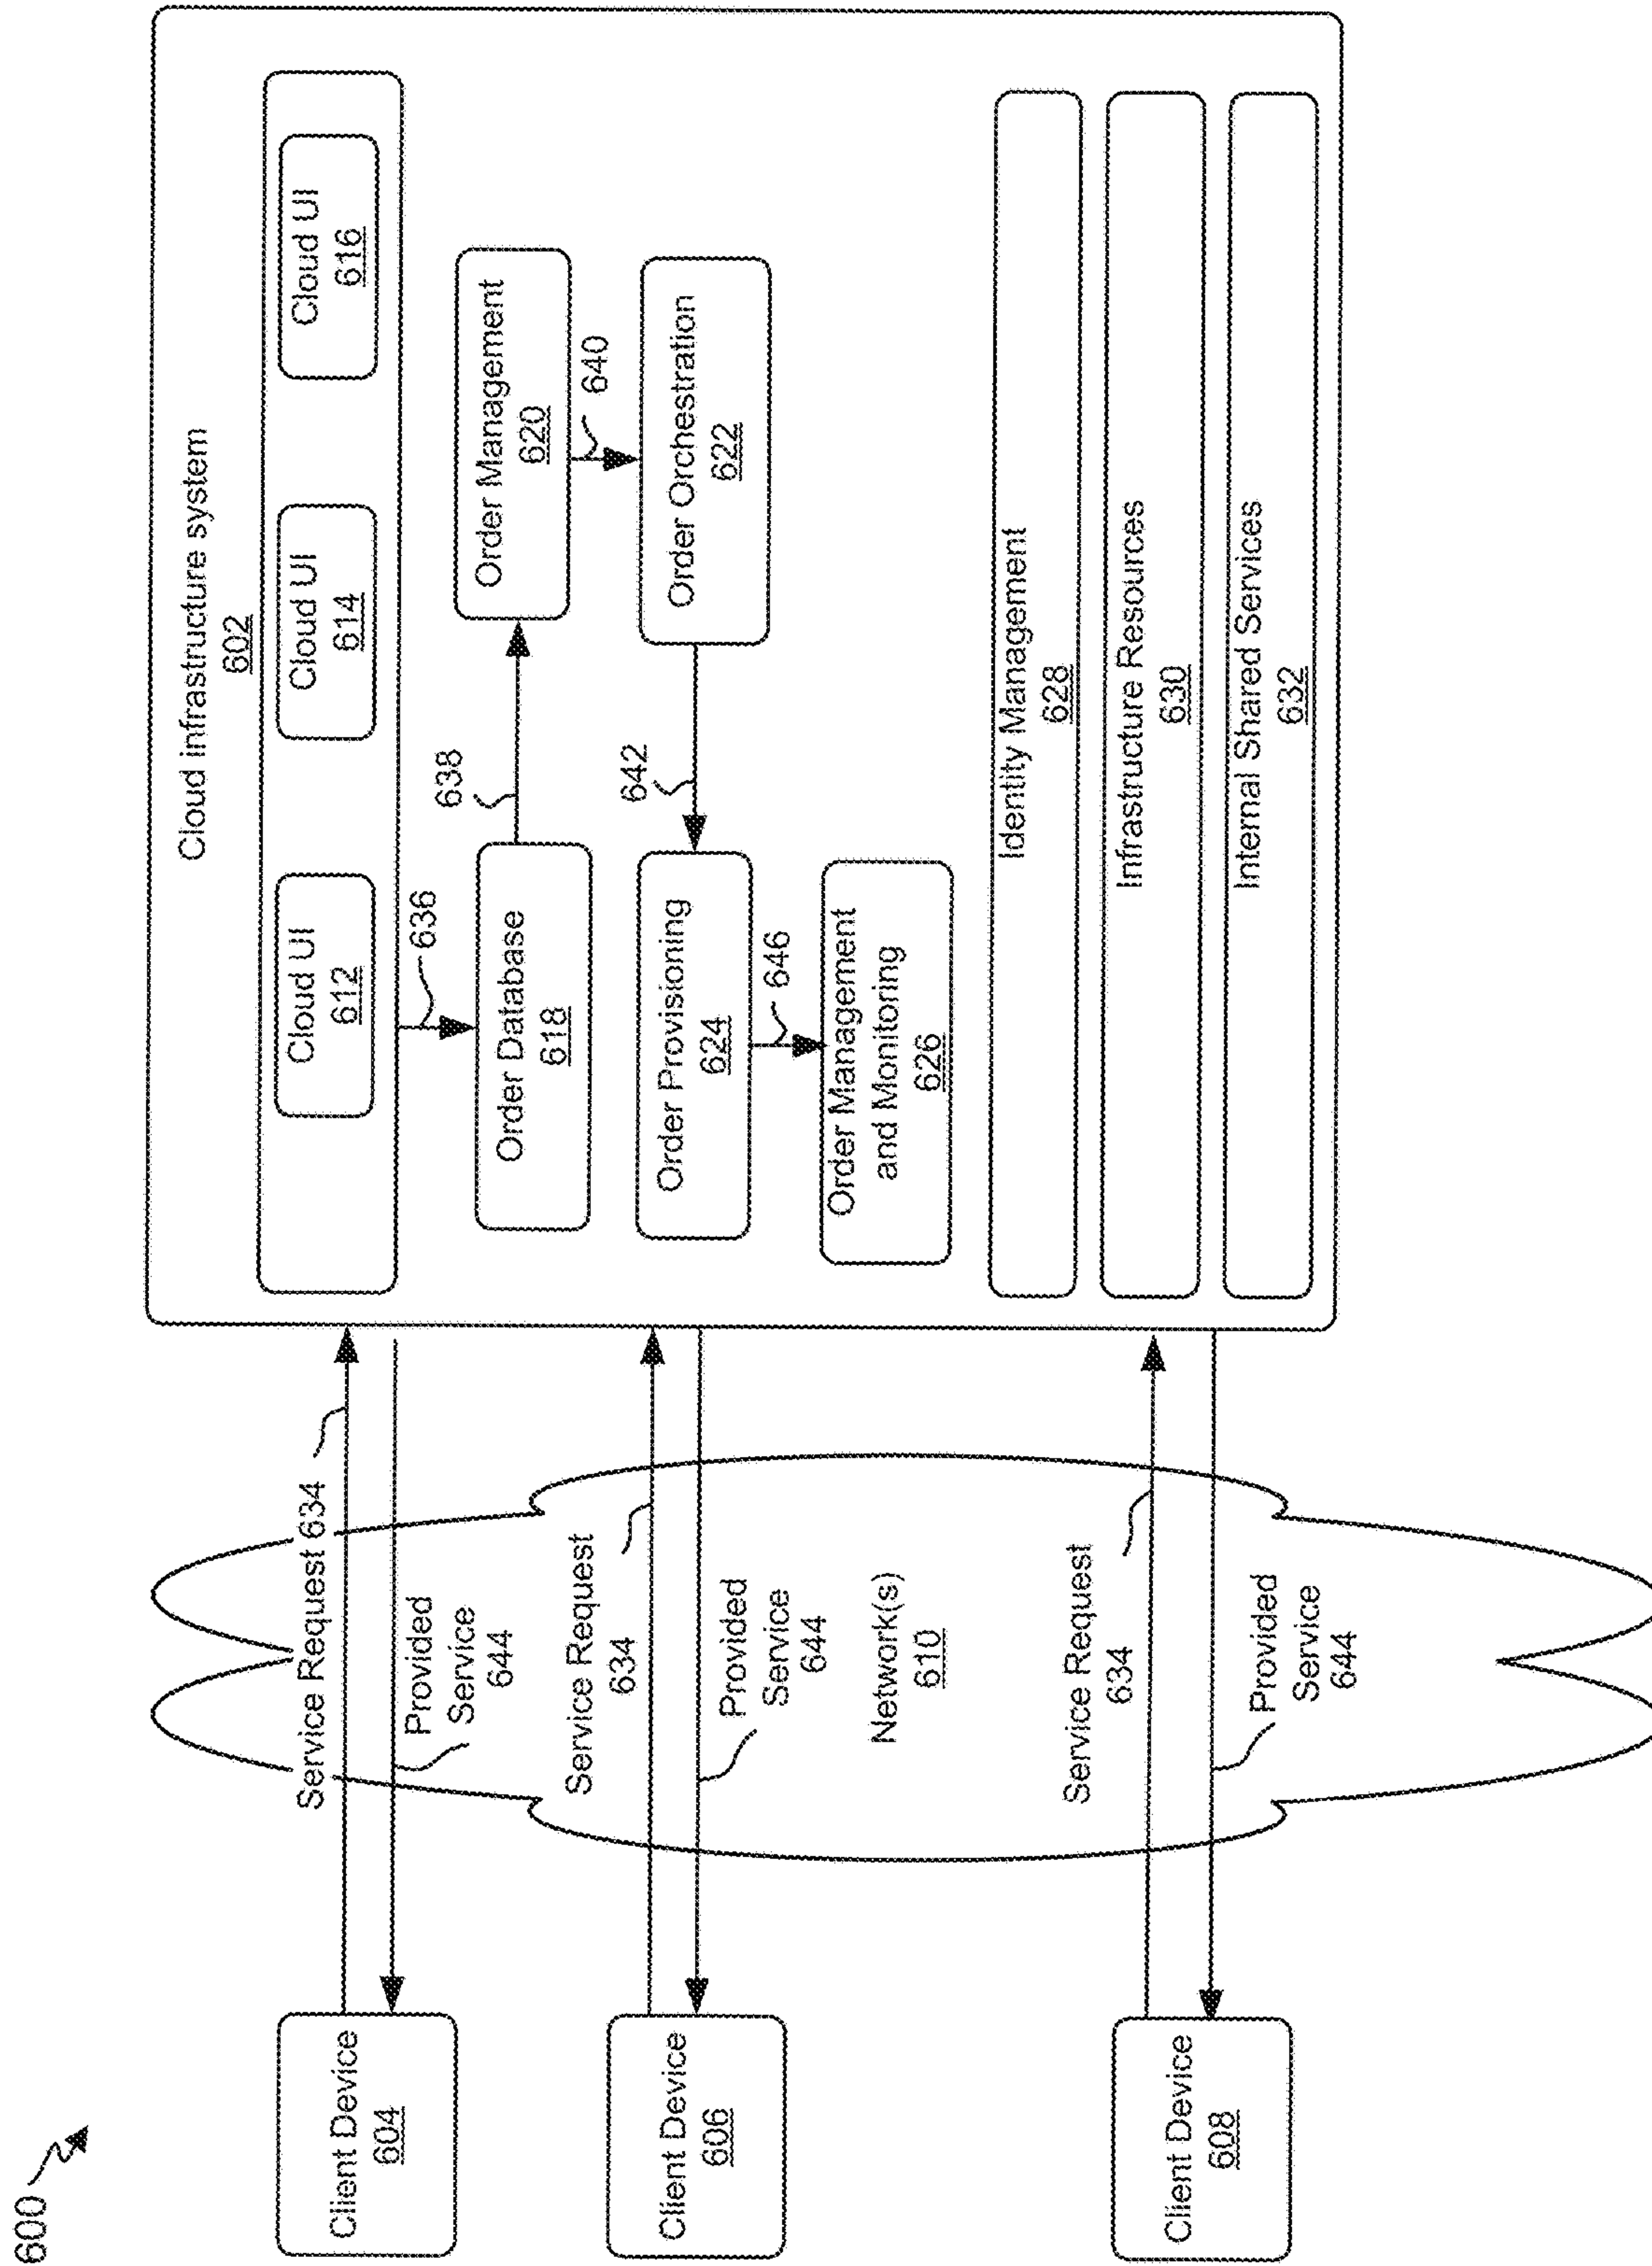 600
Cloud infrastructure system
602
Cloud UI
612
Cloud UI
614
Cloud UI
616
636
638
Order Database
618
Order Management
620
640
642
Order Provisioning
624
Order Orchestration
622
646
Order Management
and Monitoring
626
Identity Management
628
Infrastructure Resources
630
Internal Shared Services
632
Client Device
604
Service Request 634
Provided
Service
644
Client Device
606
Service Request
634
Provided
Service
644
Network(s)
610
Client Device
608
Service Request
634
Provided
Service
644